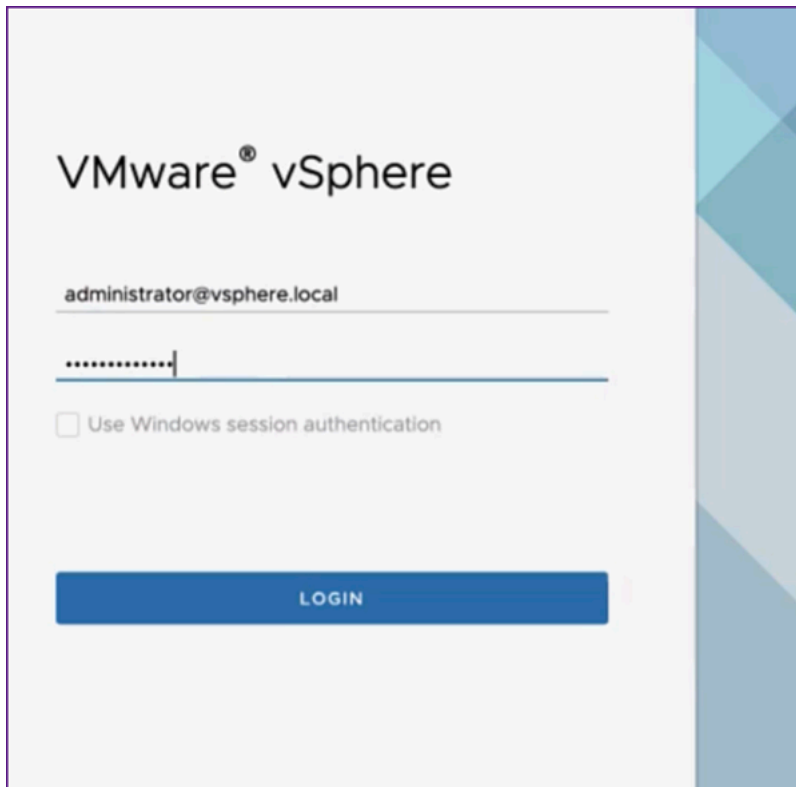 VMware® vSphere
administrator@vsphere.local
•••••••••••••
Use Windows session authentication
LOGIN